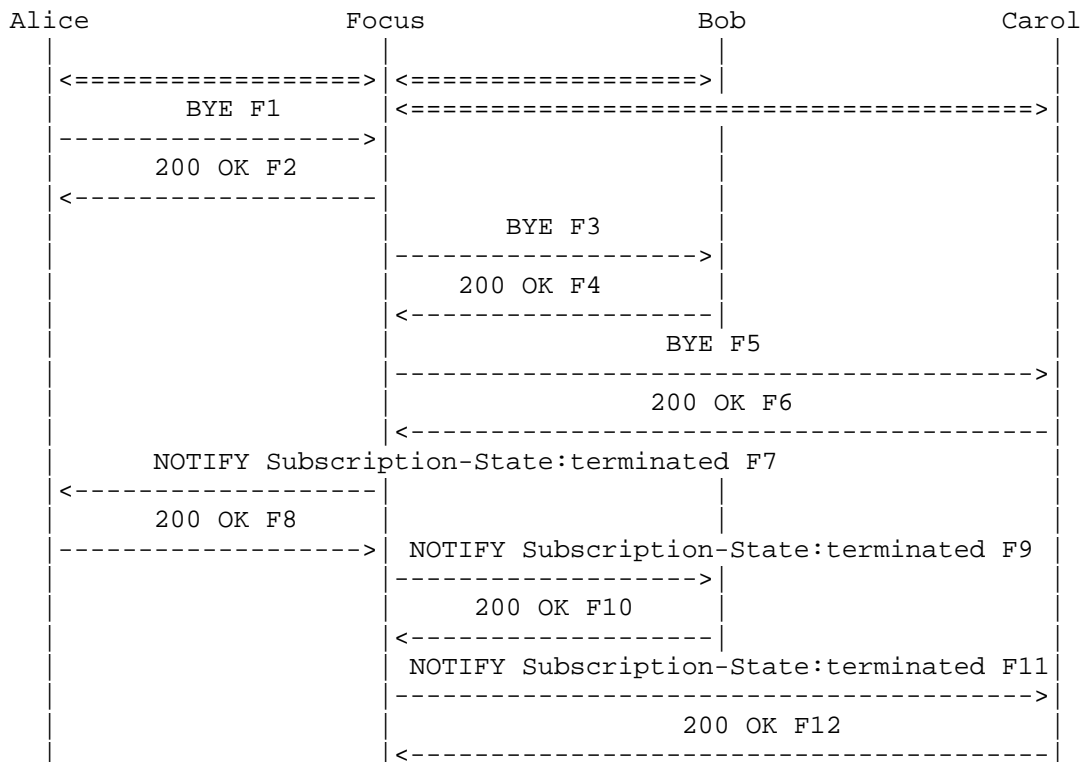 Alice Focus Bob Carol
|<==================>|<=================>|
BYE F1 |<======================================>|
|------------------->|
200 OK F2
|<-------------------|
BYE F3
|------------------->|
200 OK F4
|<-------------------|
BYE F5
|---------------------------------------->|
200 OK F6
|<----------------------------------------|
NOTIFY Subscription-State:terminated F7
|<-------------------|
200 OK F8
|------------------->| NOTIFY Subscription-State:terminated F9
|------------------->|
200 OK F10
|<-------------------|
NOTIFY Subscription-State:terminated F11
|---------------------------------------->|
200 OK F12
|<----------------------------------------|